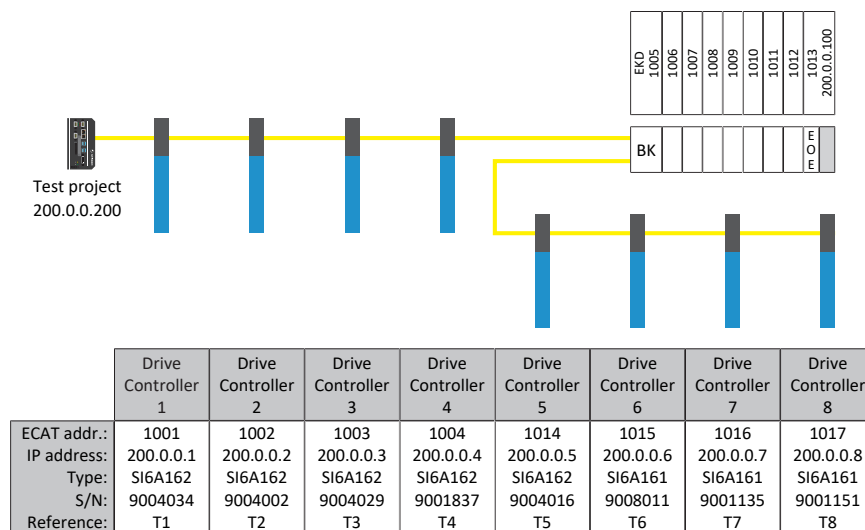 EKD
1005
1006
1007
1008
1009
1010
1011
1012
1013
200.0.0.100
BK
E
O
E
Test project
200.0.0.200
Drive Controller 1
Drive Controller 2
Drive Controller 3
Drive Controller 4
Drive Controller 5
Drive Controller 6
Drive Controller 7
Drive Controller 8
ECAT addr.: 1001 1002 1003 1004 1014 1015 1016 1017
IP address: 200.0.0.1 200.0.0.2 200.0.0.3 200.0.0.4 200.0.0.5 200.0.0.6 200.0.0.7 200.0.0.8
Type: SI6A162 SI6A162 SI6A162 SI6A162 SI6A162 SI6A161 SI6A161 SI6A161
S/N: 9004034 9004002 9004029 9001837 9004016 9008011 9001135 9001151
Reference: T1 T2 T3 T4 T5 T6 T7 T8